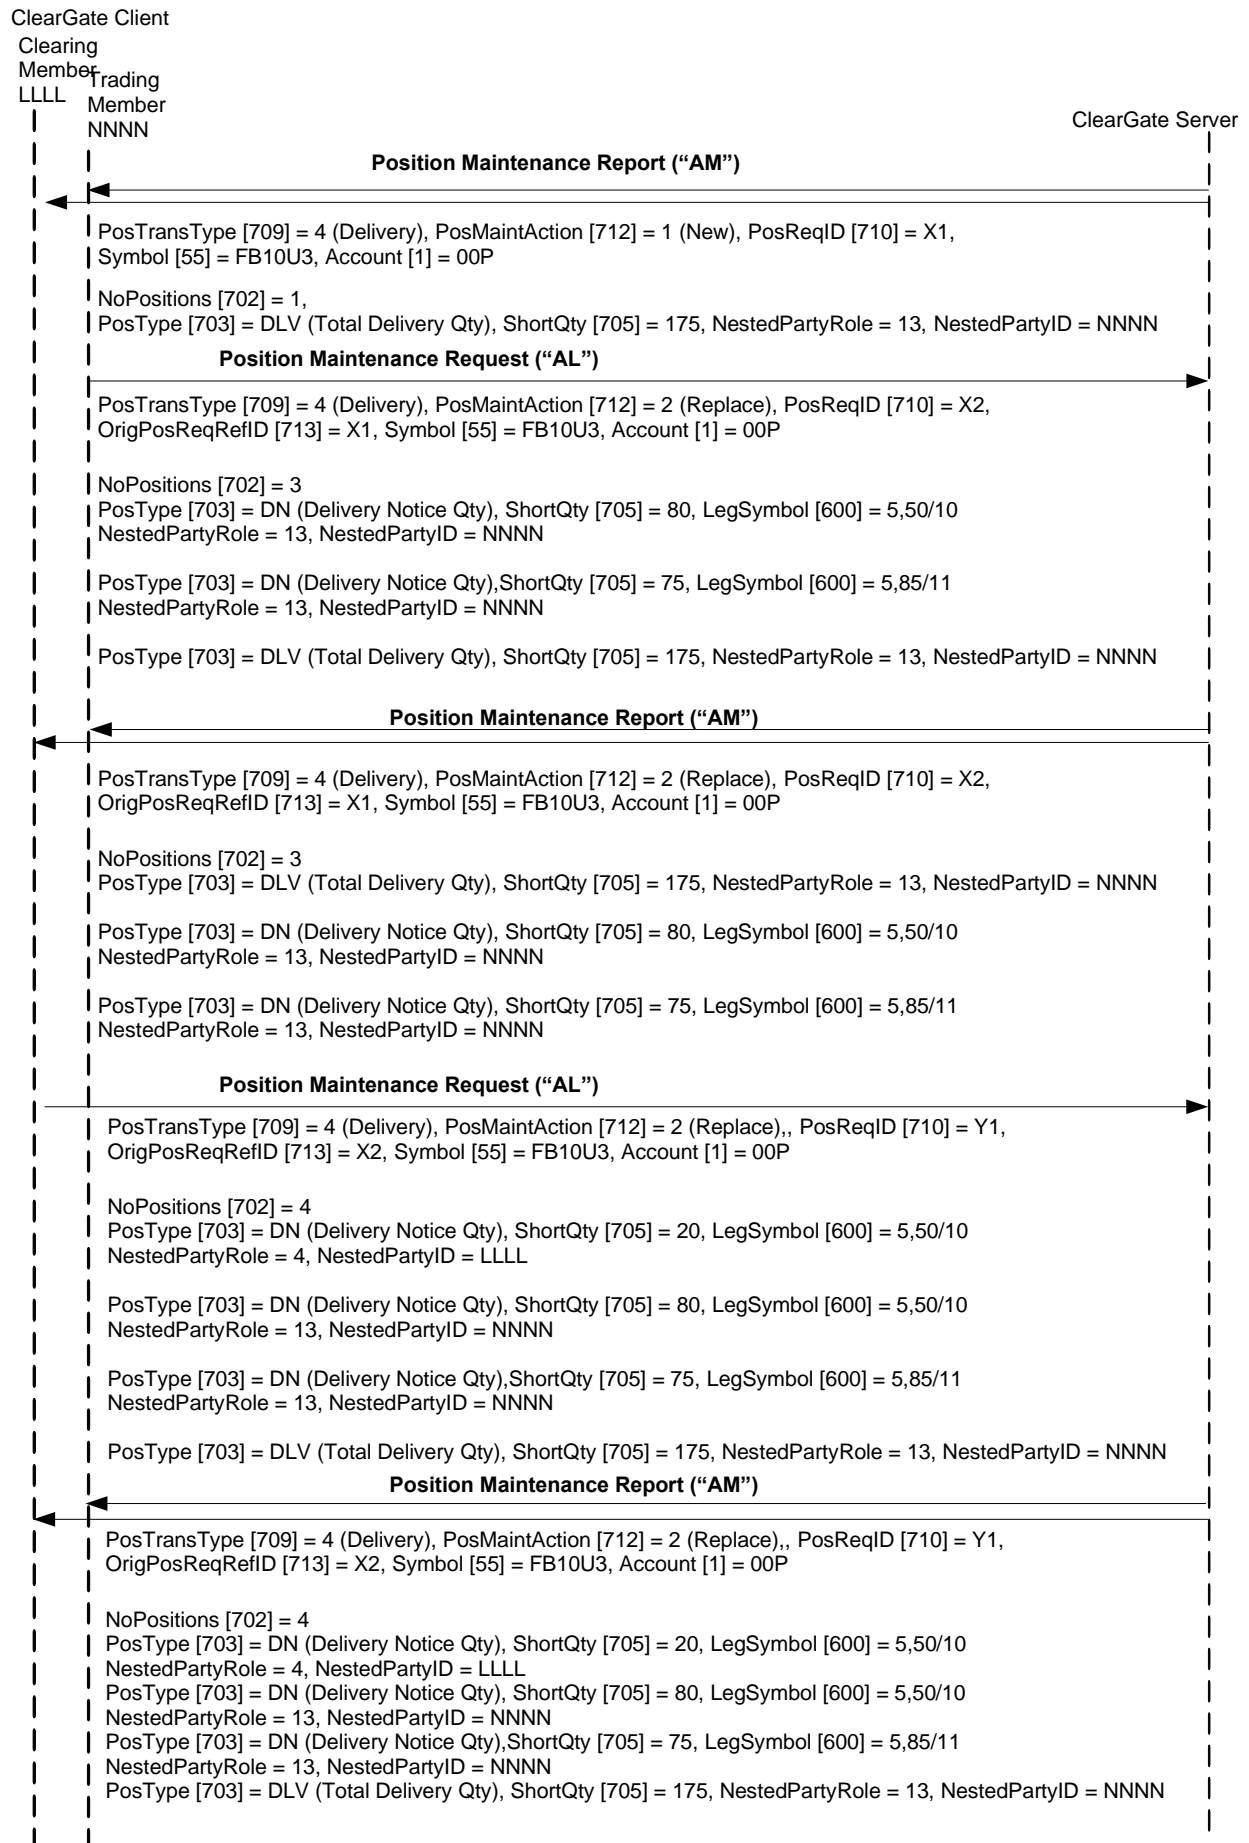 ClearGate Client
Clearing
Member
LLLL
Trading
Member
NNNN
ClearGate Server
Position Maintenance Report (“AM”)
PosTransType [709] = 4 (Delivery), PosMaintAction [712] = 1 (New), PosReqID [710] = X1,
Symbol [55] = FB10U3, Account [1] = 00P
NoPositions [702] = 1,
PosType [703] = DLV (Total Delivery Qty), ShortQty [705] = 175, NestedPartyRole = 13, NestedPartyID = NNNN
Position Maintenance Request (“AL”)
PosTransType [709] = 4 (Delivery), PosMaintAction [712] = 2 (Replace), PosReqID [710] = X2,
OrigPosReqRefID [713] = X1, Symbol [55] = FB10U3, Account [1] = 00P
NoPositions [702] = 3
PosType [703] = DN (Delivery Notice Qty), ShortQty [705] = 80, LegSymbol [600] = 5,50/10
NestedPartyRole = 13, NestedPartyID = NNNN
PosType [703] = DN (Delivery Notice Qty),ShortQty [705] = 75, LegSymbol [600] = 5,85/11
NestedPartyRole = 13, NestedPartyID = NNNN
PosType [703] = DLV (Total Delivery Qty), ShortQty [705] = 175, NestedPartyRole = 13, NestedPartyID = NNNN
Position Maintenance Report (“AM”)
PosTransType [709] = 4 (Delivery), PosMaintAction [712] = 2 (Replace), PosReqID [710] = X2,
OrigPosReqRefID [713] = X1, Symbol [55] = FB10U3, Account [1] = 00P
NoPositions [702] = 3
PosType [703] = DLV (Total Delivery Qty), ShortQty [705] = 175, NestedPartyRole = 13, NestedPartyID = NNNN
PosType [703] = DN (Delivery Notice Qty), ShortQty [705] = 80, LegSymbol [600] = 5,50/10
NestedPartyRole = 13, NestedPartyID = NNNN
PosType [703] = DN (Delivery Notice Qty), ShortQty [705] = 75, LegSymbol [600] = 5,85/11
NestedPartyRole = 13, NestedPartyID = NNNN
Position Maintenance Request (“AL”)
PosTransType [709] = 4 (Delivery), PosMaintAction [712] = 2 (Replace),, PosReqID [710] = Y1,
OrigPosReqRefID [713] = X2, Symbol [55] = FB10U3, Account [1] = 00P
NoPositions [702] = 4
PosType [703] = DN (Delivery Notice Qty), ShortQty [705] = 20, LegSymbol [600] = 5,50/10
NestedPartyRole = 4, NestedPartyID = LLLL
PosType [703] = DN (Delivery Notice Qty), ShortQty [705] = 80, LegSymbol [600] = 5,50/10
NestedPartyRole = 13, NestedPartyID = NNNN
PosType [703] = DN (Delivery Notice Qty),ShortQty [705] = 75, LegSymbol [600] = 5,85/11
NestedPartyRole = 13, NestedPartyID = NNNN
PosType [703] = DLV (Total Delivery Qty), ShortQty [705] = 175, NestedPartyRole = 13, NestedPartyID = NNNN
Position Maintenance Report (“AM”)
PosTransType [709] = 4 (Delivery), PosMaintAction [712] = 2 (Replace),, PosReqID [710] = Y1,
OrigPosReqRefID [713] = X2, Symbol [55] = FB10U3, Account [1] = 00P
NoPositions [702] = 4
PosType [703] = DN (Delivery Notice Qty), ShortQty [705] = 20, LegSymbol [600] = 5,50/10
NestedPartyRole = 4, NestedPartyID = LLLL
PosType [703] = DN (Delivery Notice Qty), ShortQty [705] = 80, LegSymbol [600] = 5,50/10
NestedPartyRole = 13, NestedPartyID = NNNN
PosType [703] = DN (Delivery Notice Qty),ShortQty [705] = 75, LegSymbol [600] = 5,85/11
NestedPartyRole = 13, NestedPartyID = NNNN
PosType [703] = DLV (Total Delivery Qty), ShortQty [705] = 175, NestedPartyRole = 13, NestedPartyID = NNNN